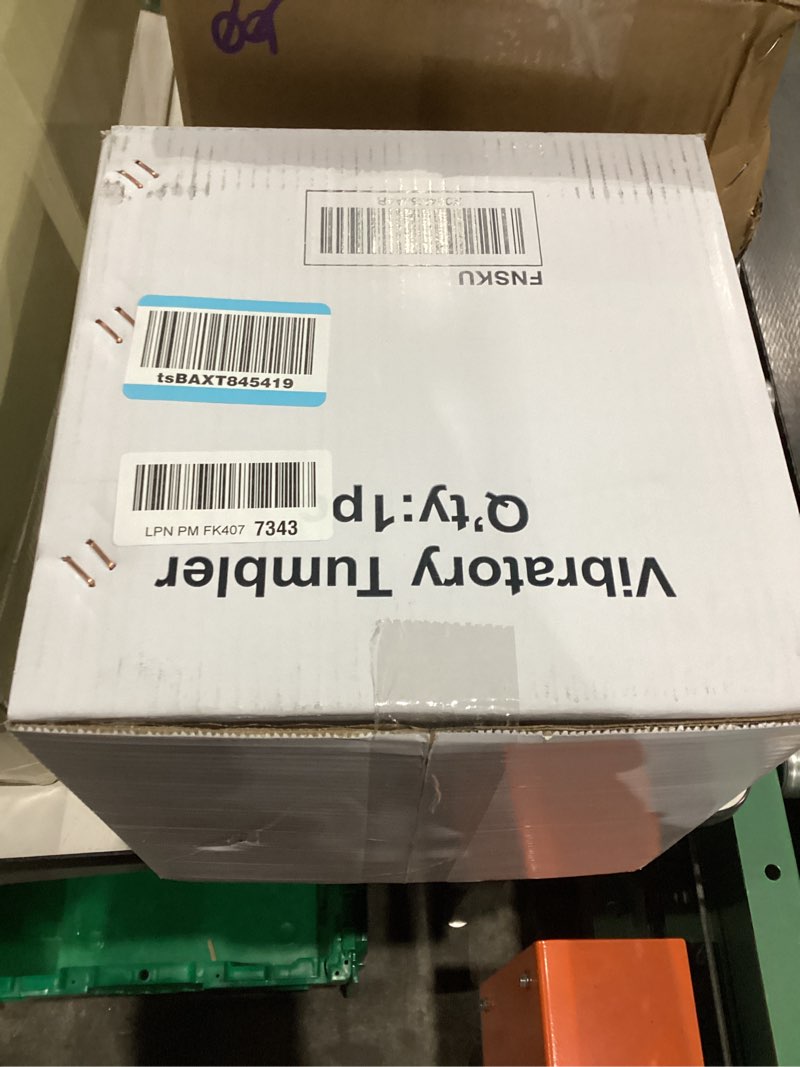 FNSKU
tsBAXT845419
LPN PM FK407 7343
Vibratory Tumbler
Q'ty:1p